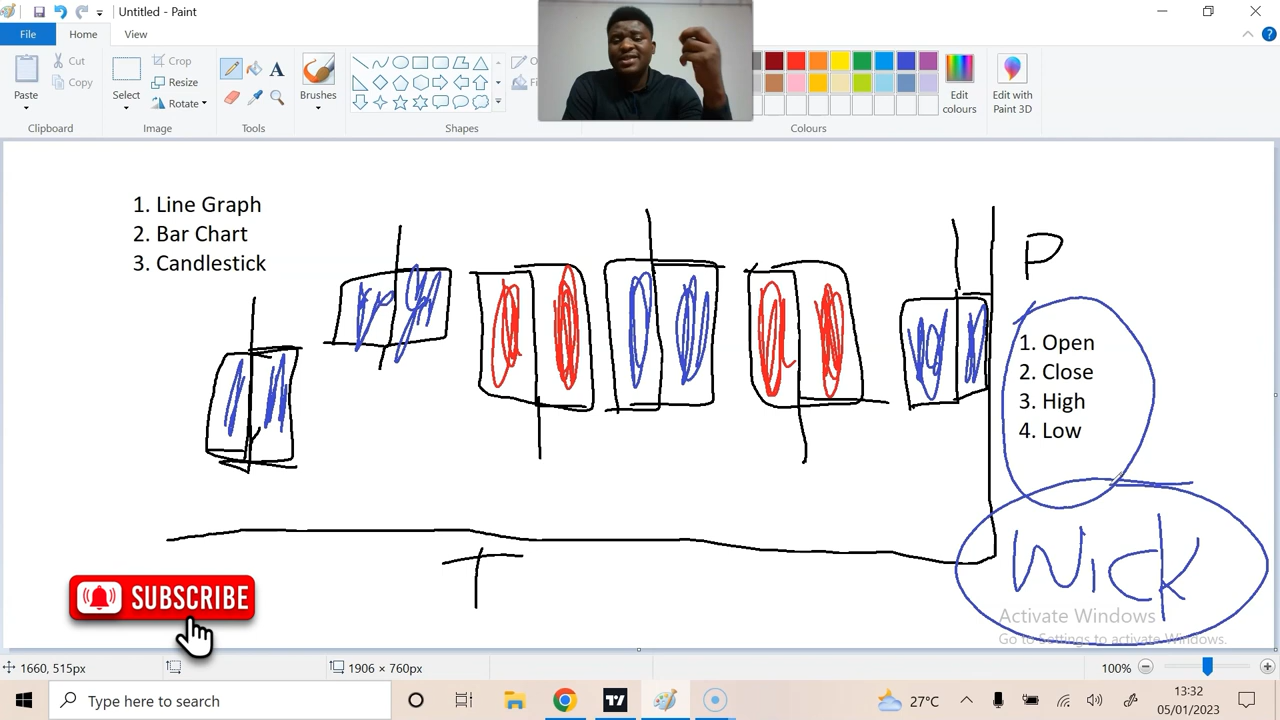 Untitled - Paint
File
Home
View
Paste
Cut
Copy
Clipboard
Select
Crop
Resize
Rotate
Image
Tools
Brushes
Shapes
Colours
Edit colours
Edit with Paint 3D
1. Line Graph
2. Bar Chart
3. Candlestick
P
1. Open
2. Close
3. High
4. Low
T
Wick
SUBSCRIBE
Activate Windows
Go to Settings to activate Windows.
1660, 515px
1906 × 760px
100%
Type here to search
27°C
13:32
05/01/2023